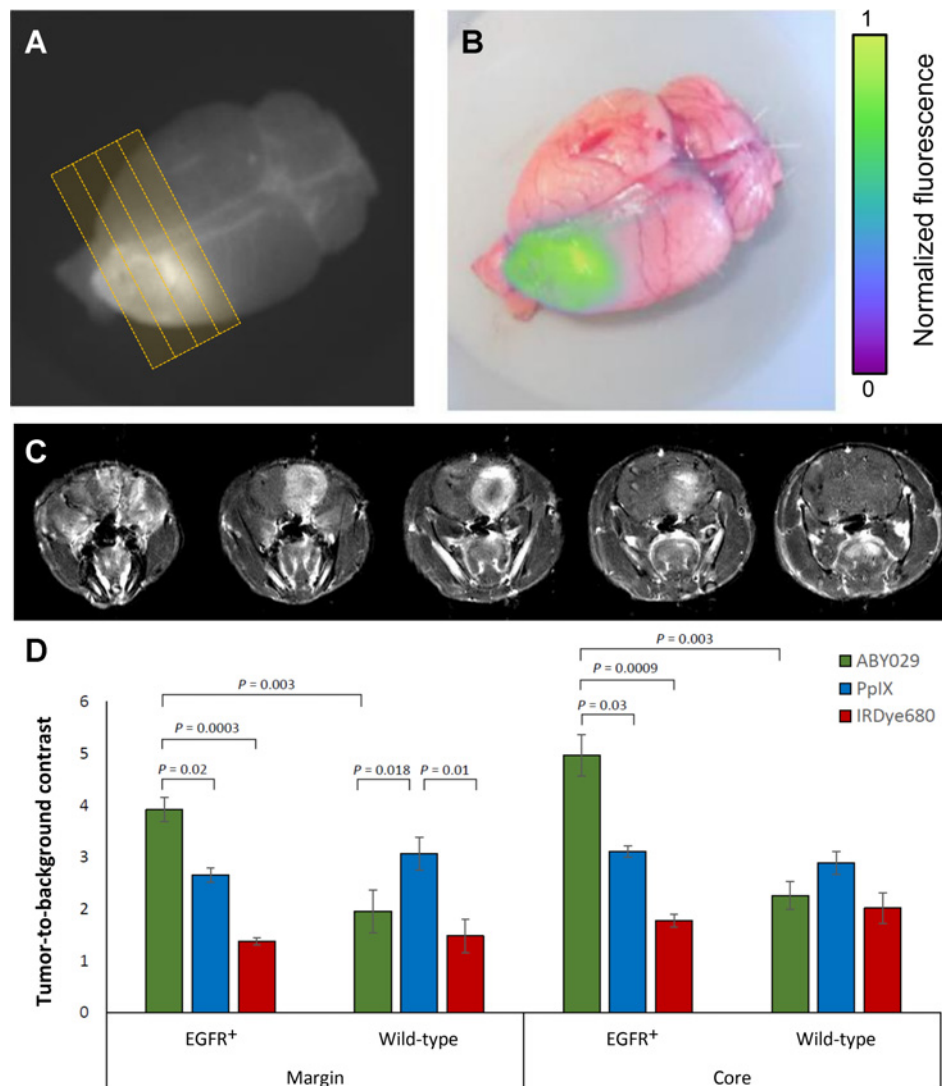 A
B
1
Normalized fluorescence
0
C
D
P = 0.003
P = 0.0009
P = 0.03
P = 0.003
P = 0.0003
P = 0.02
P = 0.018
P = 0.01
ABY029
PpIX
IRDye680
Tumor-to-background contrast
6
5
4
3
2
1
0
EGFR⁺
Wild-type
EGFR⁺
Wild-type
Margin
Core